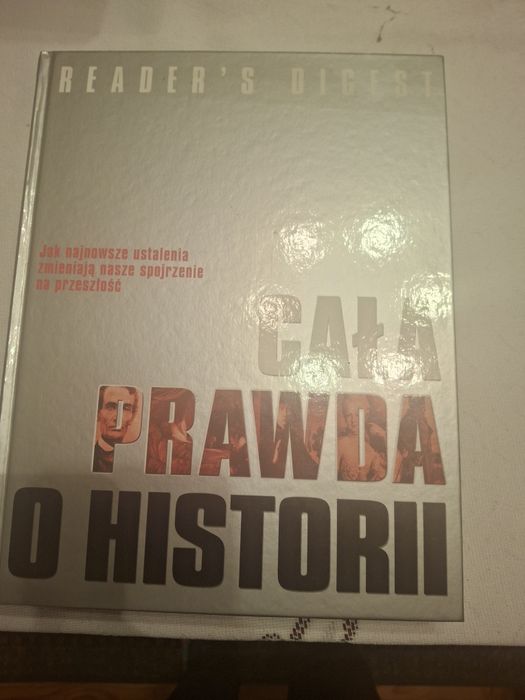 READER'S DIGEST
Jak najnowsze ustalenia
zmieniają nasze spojrzenie
na przeszłość
CAŁA
PRAWDA
O HISTORII